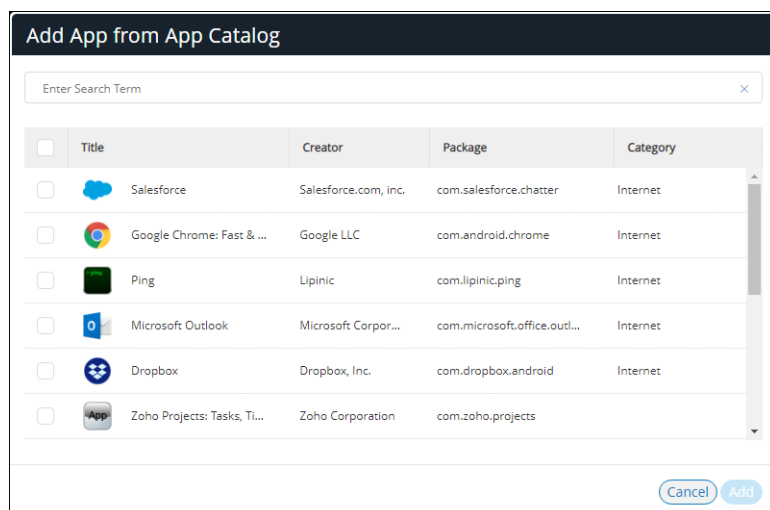 Add App from App Catalog
Enter Search Term
Title Creator Package Category
Salesforce Salesforce.com, inc. com.salesforce.chatter Internet
Google Chrome: Fast & ... Google LLC com.android.chrome Internet
Ping Lipinic com.lipinic.ping Internet
Microsoft Outlook Microsoft Corpor... com.microsoft.office.outl... Internet
Dropbox Dropbox, Inc. com.dropbox.android Internet
App Zoho Projects: Tasks, Ti... Zoho Corporation com.zoho.projects
Cancel Add